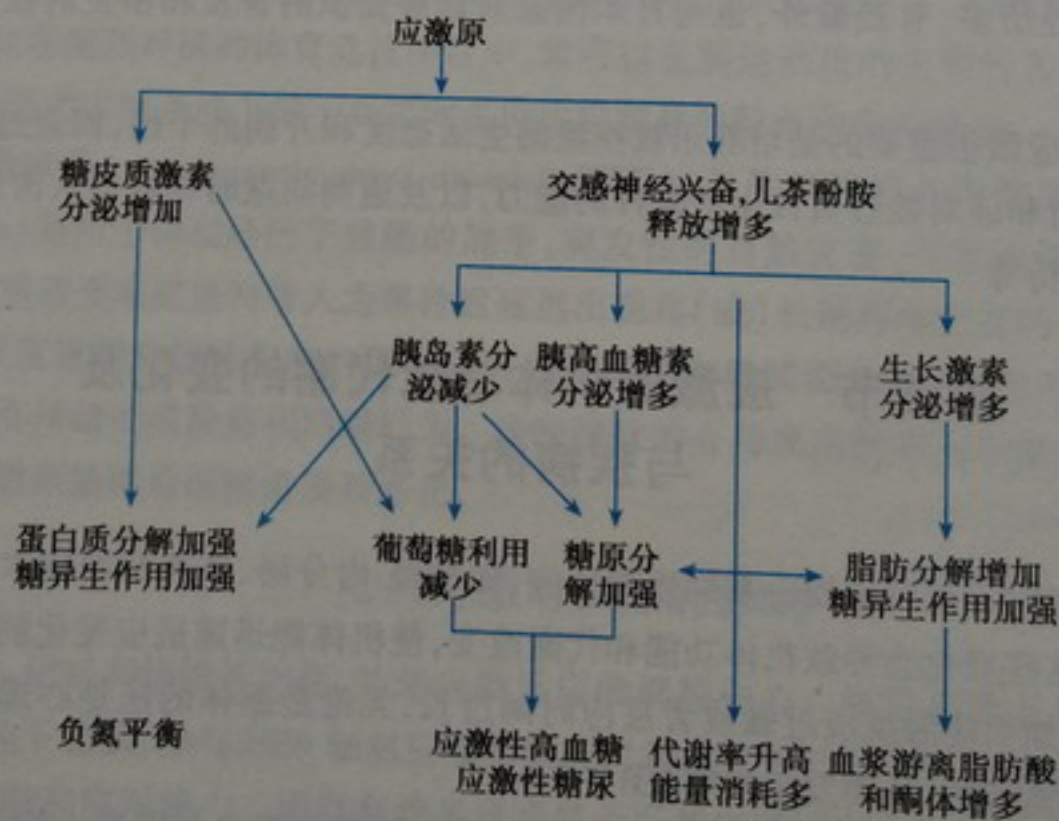 应激原
糖皮质激素
分泌增加
交感神经兴奋,儿茶酚胺
释放增多
胰岛素分
泌减少
胰高血糖素
分泌增多
生长激素
分泌增多
蛋白质分解加强
糖异生作用加强
葡萄糖利用
减少
糖原分
解加强
脂肪分解增加
糖异生作用加强
负氮平衡
应激性高血糖
应激性糖尿
代谢率升高
能量消耗多
血浆游离脂肪酸
和酮体增多